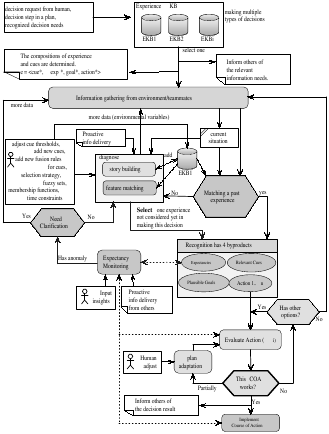 decision request from human,
decision step in a plan,
recognized decision needs
Experience KB
EKB1 EKB2 EKBi
making multiple
types of decisions
select one
The compositions of experience
and cues are determined.
e =<cue*, exp *, goal*, action*>
Inform others of
the relevant
information needs.
Information gathering from environment/teammates
more data
more data (environmental variables)
Proactive
info delivery
current
situation
adjust cue thresholds,
add new cues,
add new fusion rules
for cues,
selection strategy,
fuzzy sets,
membership functions,
time constraints
diagnose
story building
feature matching
add
EKB1
No
Matching a past
experience
yes
Select one experience
not considered yet in
making this decision
Yes
Need
Clarification
No
Has anomaly
Expectancy
Monitoring
Recognition has 4 byproducts
Expectancies
Relevant Cues
Plausible Goals
Action 1.. n
Input
insights
Proactive
info delivery
from others
Yes
Has other
options?
No
Evaluate Action ( i)
Human
adjust
plan
adaptation
Partially
This COA
works?
No
Yes
Inform others of
the decision result
Implement
Course of Action